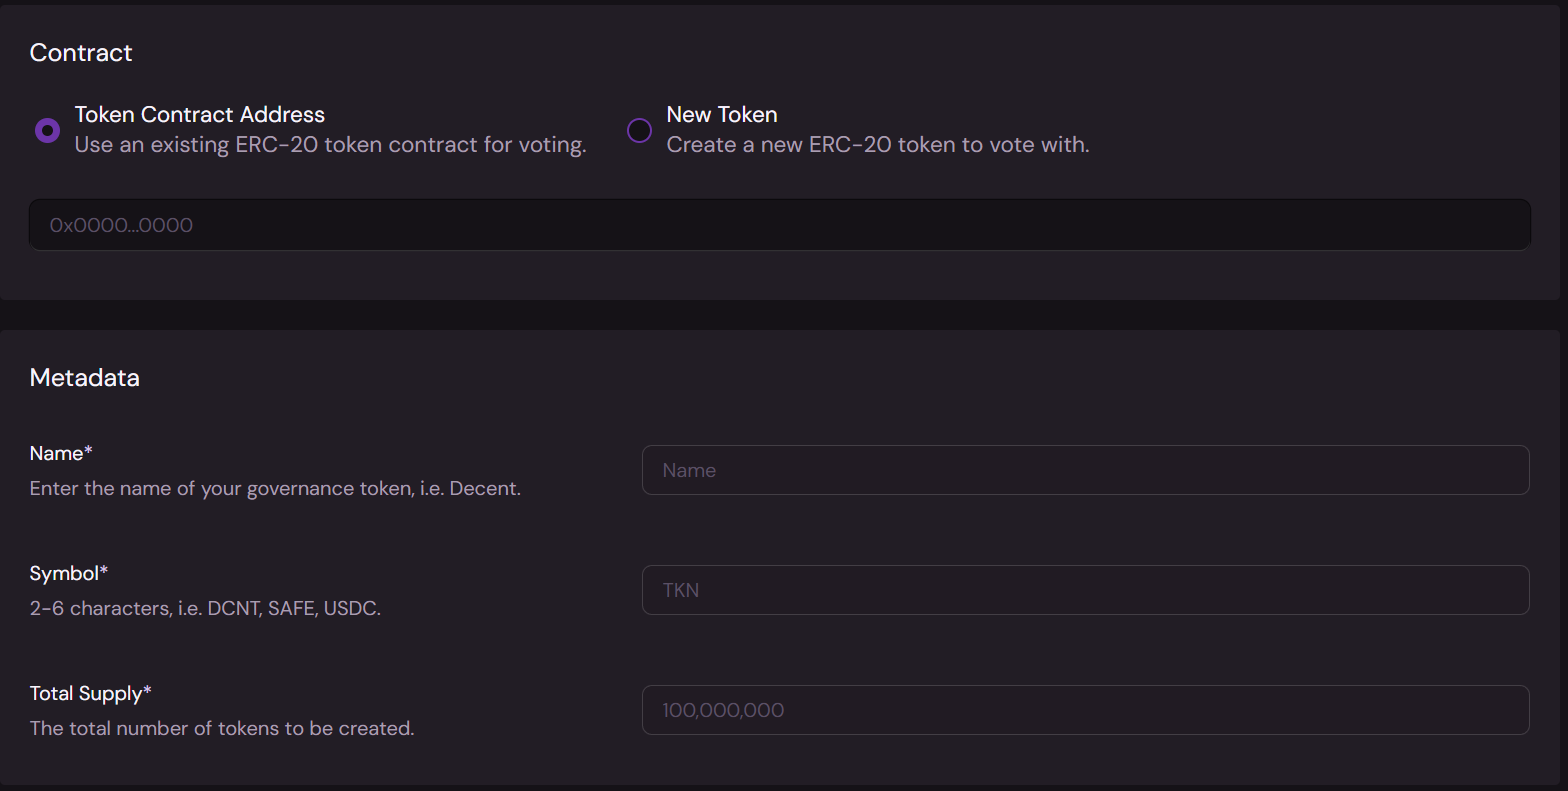 Contract
Token Contract Address
Use an existing ERC-20 token contract for voting.
New Token
Create a new ERC-20 token to vote with.
0x0000...0000
Metadata
Name*
Enter the name of your governance token, i.e. Decent.
Name
Symbol*
2-6 characters, i.e. DCNT, SAFE, USDC.
TKN
Total Supply*
The total number of tokens to be created.
100,000,000